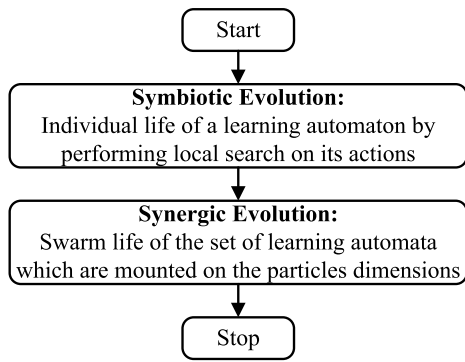 Start
Symbiotic Evolution:
Individual life of a learning automaton by
performing local search on its actions
Synergic Evolution:
Swarm life of the set of learning automata
which are mounted on the particles dimensions
Stop